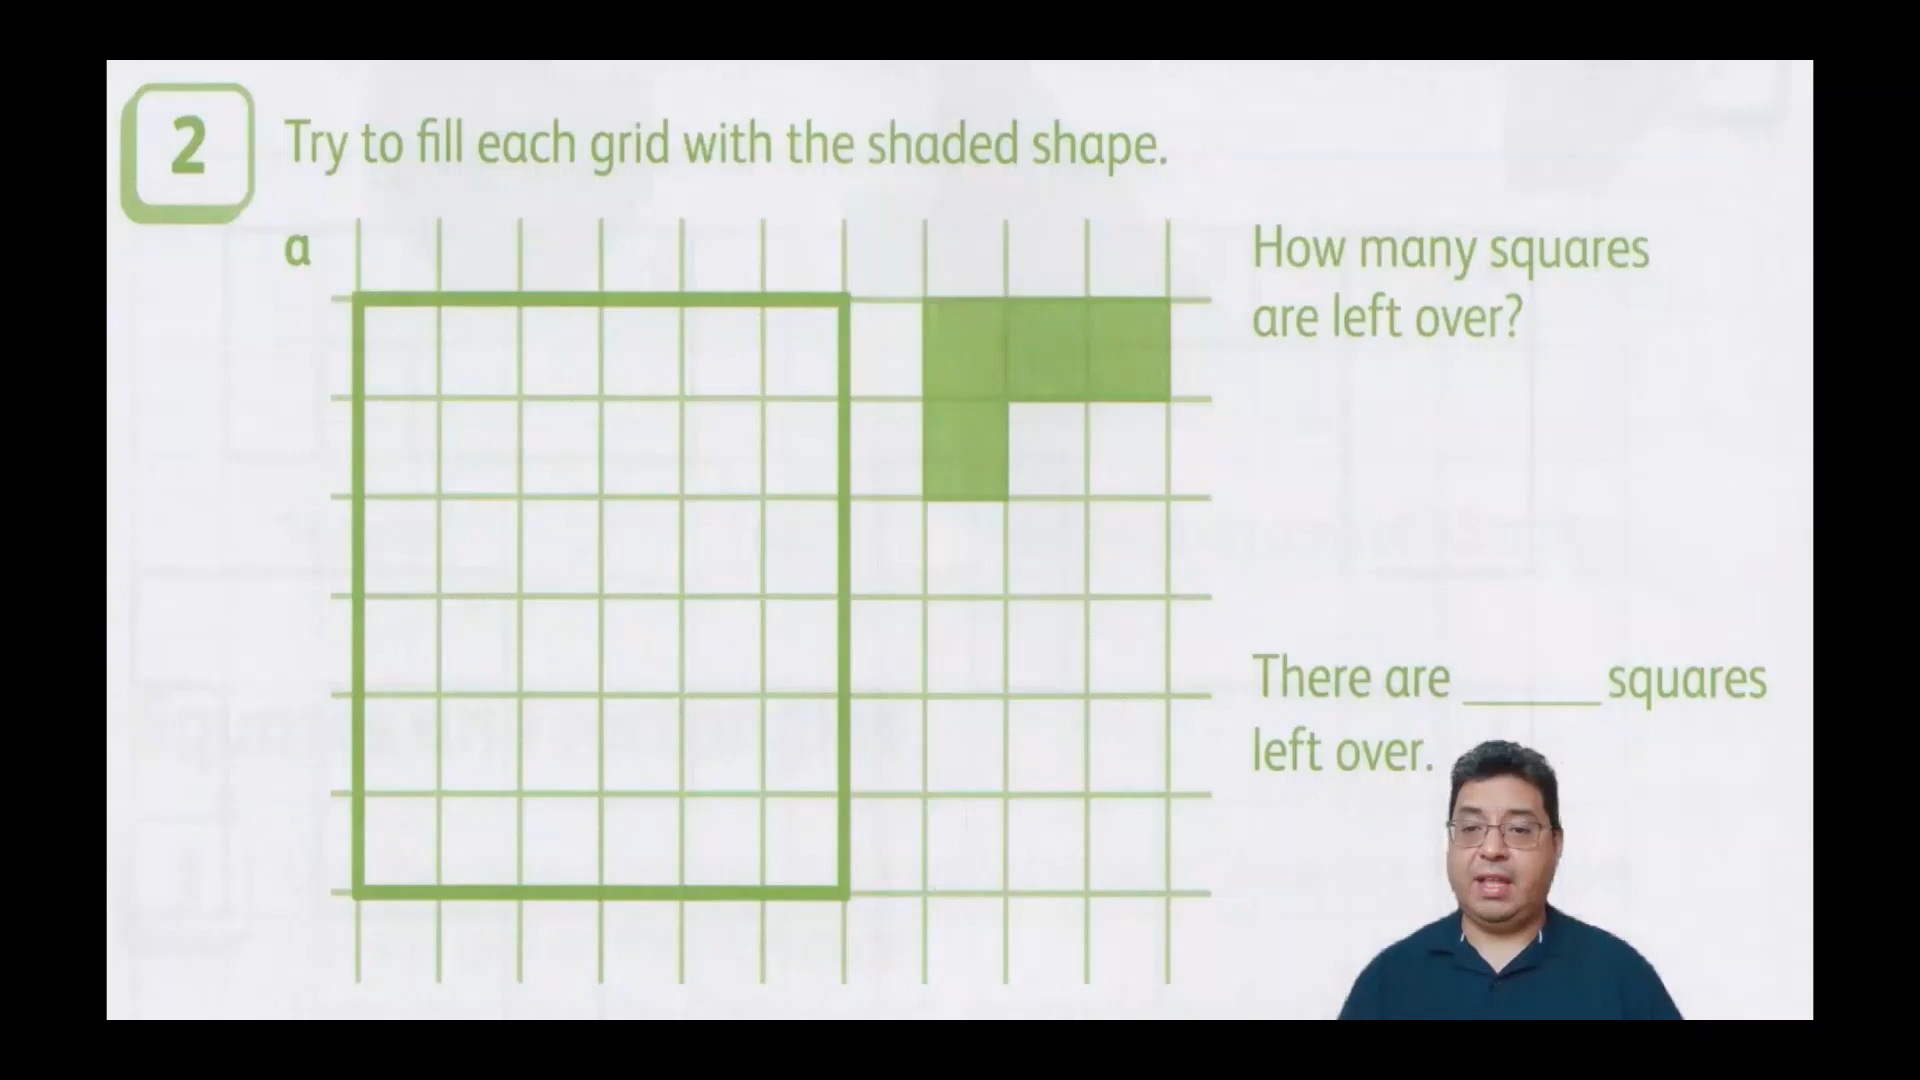 2
Try to fill each grid with the shaded shape.
a
How many squares
are left over?
There are ______ squares
left over.